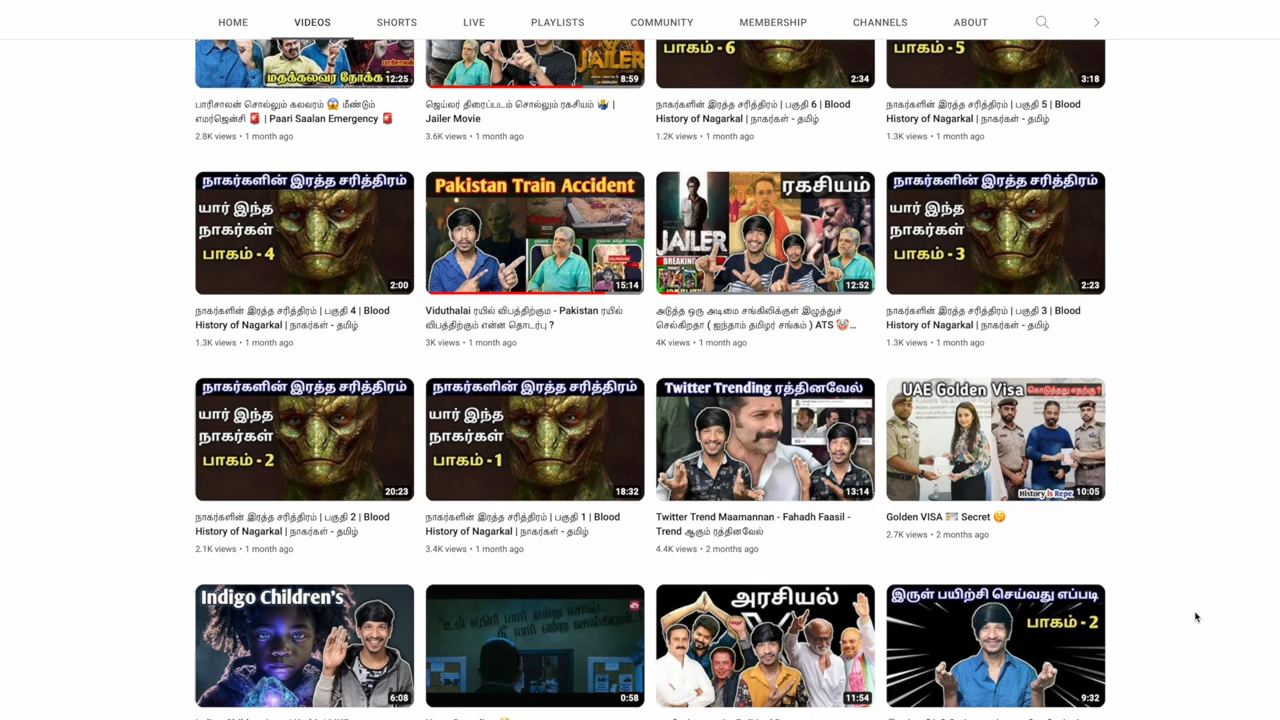 HOME VIDEOS SHORTS LIVE PLAYLISTS COMMUNITY MEMBERSHIP CHANNELS ABOUT
மதக்கலவர நோக்க
12:25
JAILER
8:59
பாகம் - 6
2:34
பாகம் - 5
3:18
பாரிசாலன் சொல்லும் கலவரம் 😱 மீண்டும்
எமர்ஜென்சி 🚨 | Paari Saalan Emergency 🚨
2.8K views • 1 month ago
ஜெய்லர் திரைப்படம் சொல்லும் ரகசியம் 🤹 |
Jailer Movie
3.6K views • 1 month ago
நாகர்களின் இரத்த சரித்திரம் | பகுதி 6 | Blood
History of Nagarkal | நாகர்கள் - தமிழ்
1.2K views • 1 month ago
நாகர்களின் இரத்த சரித்திரம் | பகுதி 5 | Blood
History of Nagarkal | நாகர்கள் - தமிழ்
1.3K views • 1 month ago
நாகர்களின் இரத்த சரித்திரம்
யார் இந்த
நாகர்கள்
பாகம் - 4
2:00
Pakistan Train Accident
15:14
ரகசியம்
JAILER
BREAKING
12:52
நாகர்களின் இரத்த சரித்திரம்
யார் இந்த
நாகர்கள்
பாகம் - 3
2:23
நாகர்களின் இரத்த சரித்திரம் | பகுதி 4 | Blood
History of Nagarkal | நாகர்கள் - தமிழ்
1.3K views • 1 month ago
Viduthalai ரயில் விபத்திற்கும - Pakistan ரயில்
விபத்திற்கும் என்ன தொடர்பு ?
3K views • 1 month ago
அடுத்த ஒரு அடிமை சங்கிலிக்குள் இழுத்துச்
செல்கிறதா ( ஐந்தாம் தமிழர் சங்கம் ) ATS 🤡...
4K views • 1 month ago
நாகர்களின் இரத்த சரித்திரம் | பகுதி 3 | Blood
History of Nagarkal | நாகர்கள் - தமிழ்
1.3K views • 1 month ago
நாகர்களின் இரத்த சரித்திரம்
யார் இந்த
நாகர்கள்
பாகம் - 2
20:23
நாகர்களின் இரத்த சரித்திரம்
யார் இந்த
நாகர்கள்
பாகம் - 1
18:32
Twitter Trending ரத்தினவேல்
13:14
UAE Golden Visa கொடுத்தது எதற்கு?
History Is Repe
10:05
நாகர்களின் இரத்த சரித்திரம் | பகுதி 2 | Blood
History of Nagarkal | நாகர்கள் - தமிழ்
2.1K views • 1 month ago
நாகர்களின் இரத்த சரித்திரம் | பகுதி 1 | Blood
History of Nagarkal | நாகர்கள் - தமிழ்
3.4K views • 1 month ago
Twitter Trend Maamannan - Fahadh Faasil -
Trend ஆகும் ரத்தினவேல்
4.4K views • 2 months ago
Golden VISA 🪪 Secret 🤫
2.7K views • 2 months ago
Indigo Children's
6:08
"உன் எதிரி யார் என்று சொல்...
நீ யார் என்று சொல்கிறேன்"
0:58
அரசியல்
11:54
இருள் பயிற்சி செய்வது எப்படி
பாகம் - 2
9:32